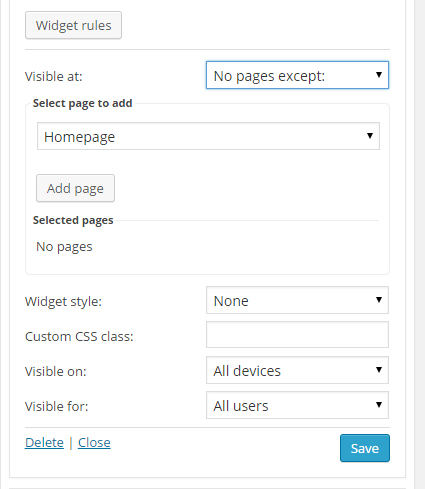 Widget rules
Visible at: No pages except:
Select page to add
Homepage
Add page
Selected pages
No pages
Widget style: None
Custom CSS class:
Visible on: All devices
Visible for: All users
Delete | Close Save